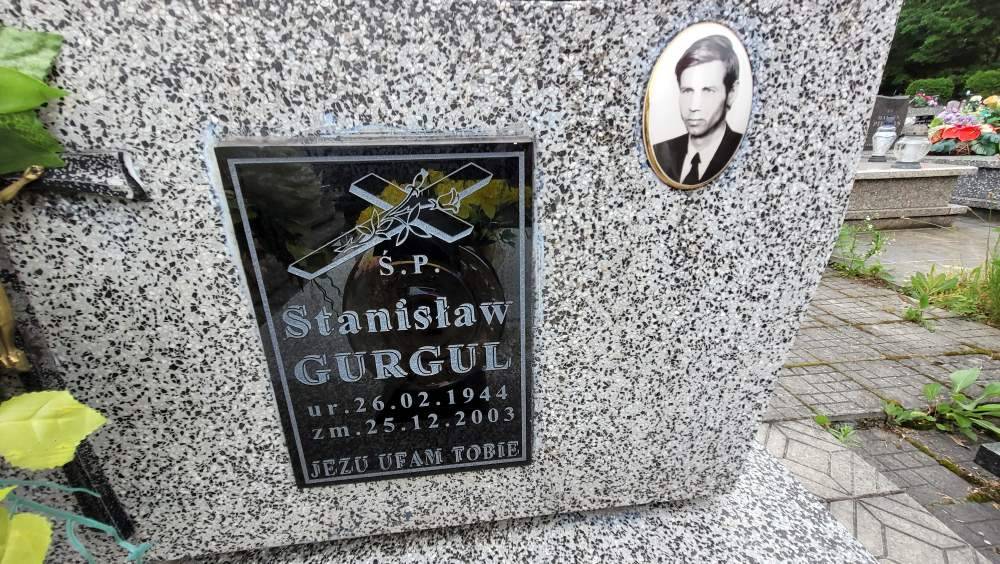 Ś.P.
Stanisław
GURGUL
ur.26.02.1944
zm.25.12.2003
JEZU UFAM TOBIE